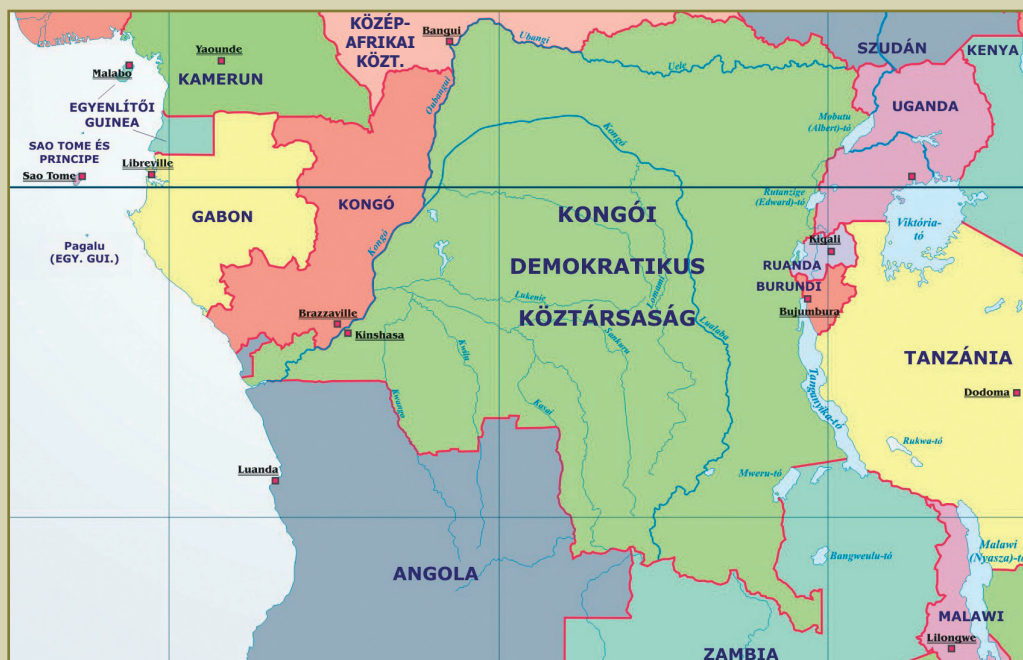 KÖZÉP-
AFRIKAI
KÖZT.
Bangui
Ubangi
SZUDÁN
KENYA
Yaounde
KAMERUN
Malabo
Uele
Oubangui
UGANDA
EGYENLÍTŐI
GUINEA
Mobutu
(Albert)-tó
Kongó
SAO TOME ÉS
PRINCIPE
Libreville
Sao Tome
Rutanzige
(Edward)-tó
GABON
KONGÓ
KONGÓI
DEMOKRATIKUS
KÖZTÁRSASÁG
Viktória-
tó
Pagalu
(EGY. GUI.)
Kongó
Kigali
RUANDA
BURUNDI
Bujumbura
Lukenie
Lomami
Lualaba
Brazzaville
Kinshasa
Sankuru
Kwilu
TANZÁNIA
Tanganyika-tó
Dodoma
Kwango
Kasai
Rukwa-tó
Luanda
Mweru-tó
Bangweulu-tó
Malawi
(Nyasza)-t
ANGOLA
MALAWI
Lilongwe
ZAMBIA